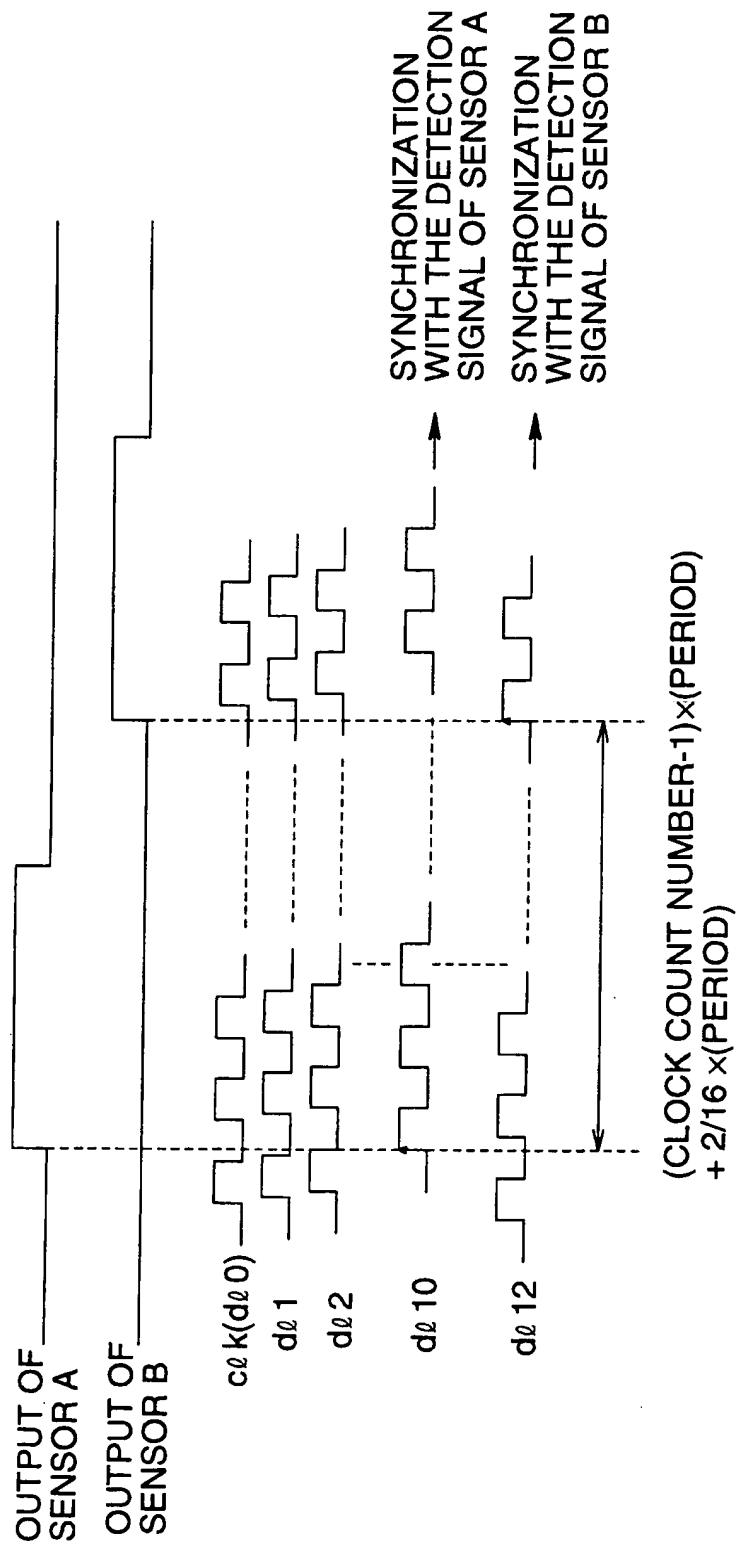 OUTPUT OF
SENSOR A
OUTPUT OF
SENSOR B
cℓk(dℓ0)
dℓ1
dℓ2
dℓ10
SYNCHRONIZATION
WITH THE DETECTION
SIGNAL OF SENSOR A
dℓ12
SYNCHRONIZATION
WITH THE DETECTION
SIGNAL OF SENSOR B
(CLOCK COUNT NUMBER-1)×(PERIOD)
+ 2/16 ×(PERIOD)